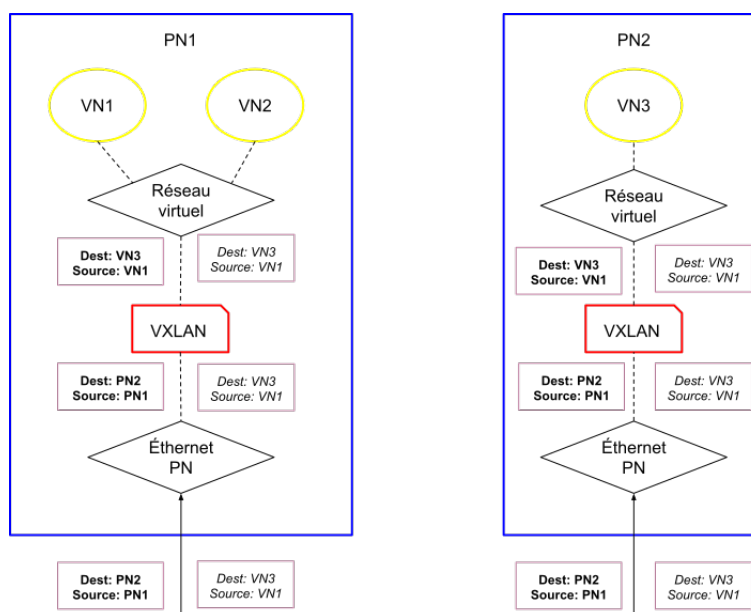 PN1
VN1
VN2
Réseau
virtuel
Dest: VN3
Source: VN1
Dest: VN3
Source: VN1
VXLAN
Dest: PN2
Source: PN1
Dest: VN3
Source: VN1
Éthernet
PN
Dest: PN2
Source: PN1
Dest: VN3
Source: VN1
PN2
VN3
Réseau
virtuel
Dest: VN3
Source: VN1
Dest: VN3
Source: VN1
VXLAN
Dest: PN2
Source: PN1
Dest: VN3
Source: VN1
Éthernet
PN
Dest: PN2
Source: PN1
Dest: VN3
Source: VN1